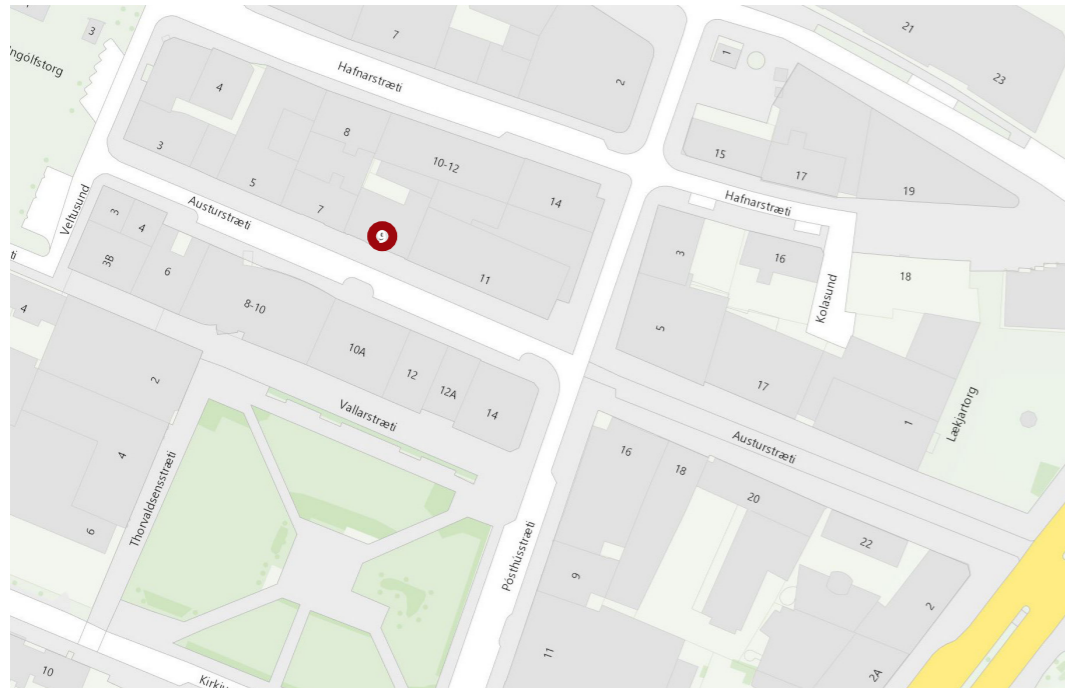 7
21
3
Ingólfstorg
1
2
23
Hafnarstræti
4
8
10-12
15
17
19
3
5
7
14
Hafnarstræti
Veltusund
Austurstræti
3
4
3B
6
11
3
16
18
8-10
5
Kolasund
4
10A
12
12A
14
17
2
Vallarstræti
1
Lækjartorg
Austurstræti
16
18
20
4
6
Thorvaldsensstræti
22
Pósthússtræti
9
2
11
10
2A